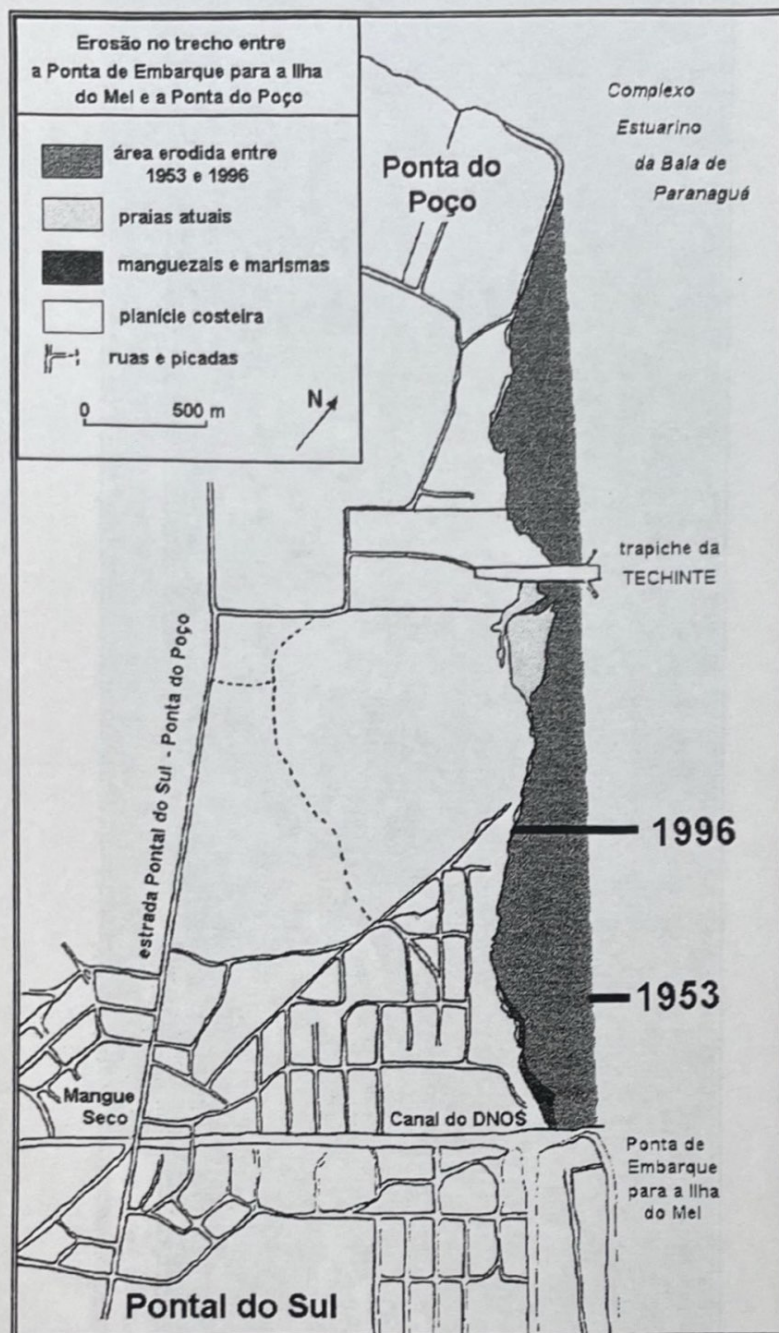 Erosão no trecho entre
a Ponta de Embarque para a Ilha
do Mel e a Ponta do Poço
área erodida entre
1953 e 1996
praias atuais
manguezais e marismas
planície costeira
ruas e picadas
0 500 m
N
Complexo
Estuarino
da Baía de
Paranaguá
Ponta do
Poço
trapiche da
TECHINTE
estrada Pontal do Sul - Ponta do Poço
1996
1953
Mangue
Seco
Canal do DNOS
Ponta de
Embarque
para a Ilha
do Mel
Pontal do Sul